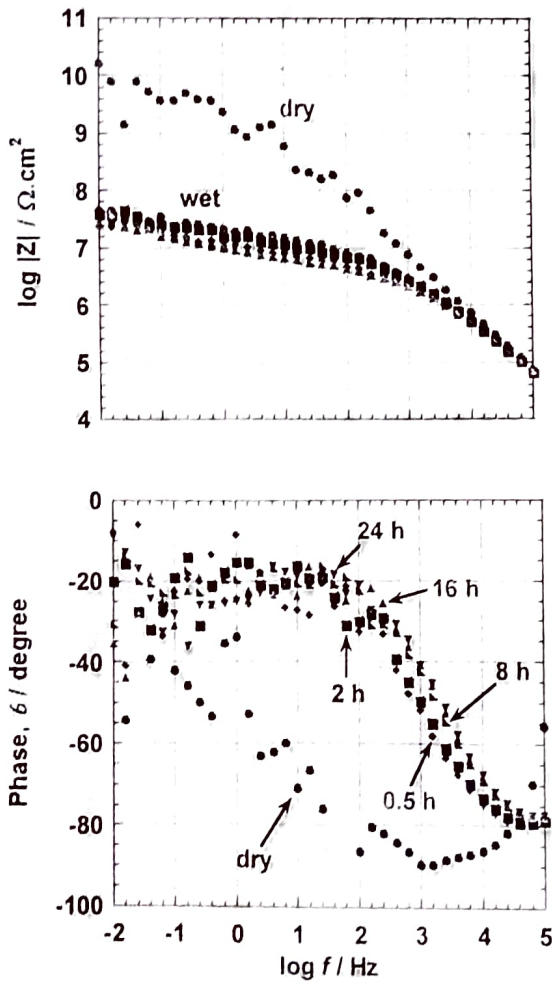 11
10
9
8
7
6
5
4
log |Z| / Ω.cm²
dry
wet
0
-20
-40
-60
-80
-100
Phase, θ / degree
24 h
16 h
2 h
8 h
0.5 h
dry
-2 -1 0 1 2 3 4 5
log f / Hz